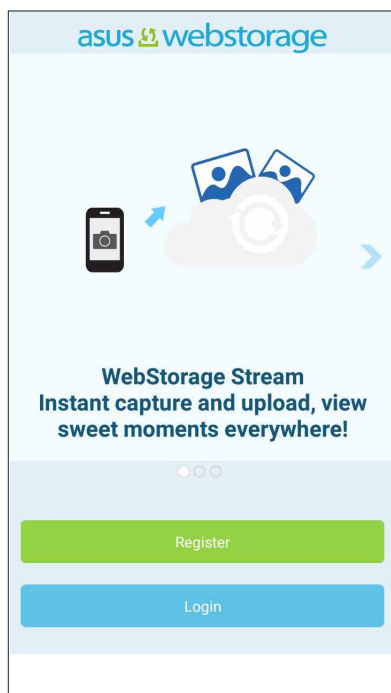 asus webstorage
WebStorage Stream
Instant capture and upload, view
sweet moments everywhere!
Register
Login